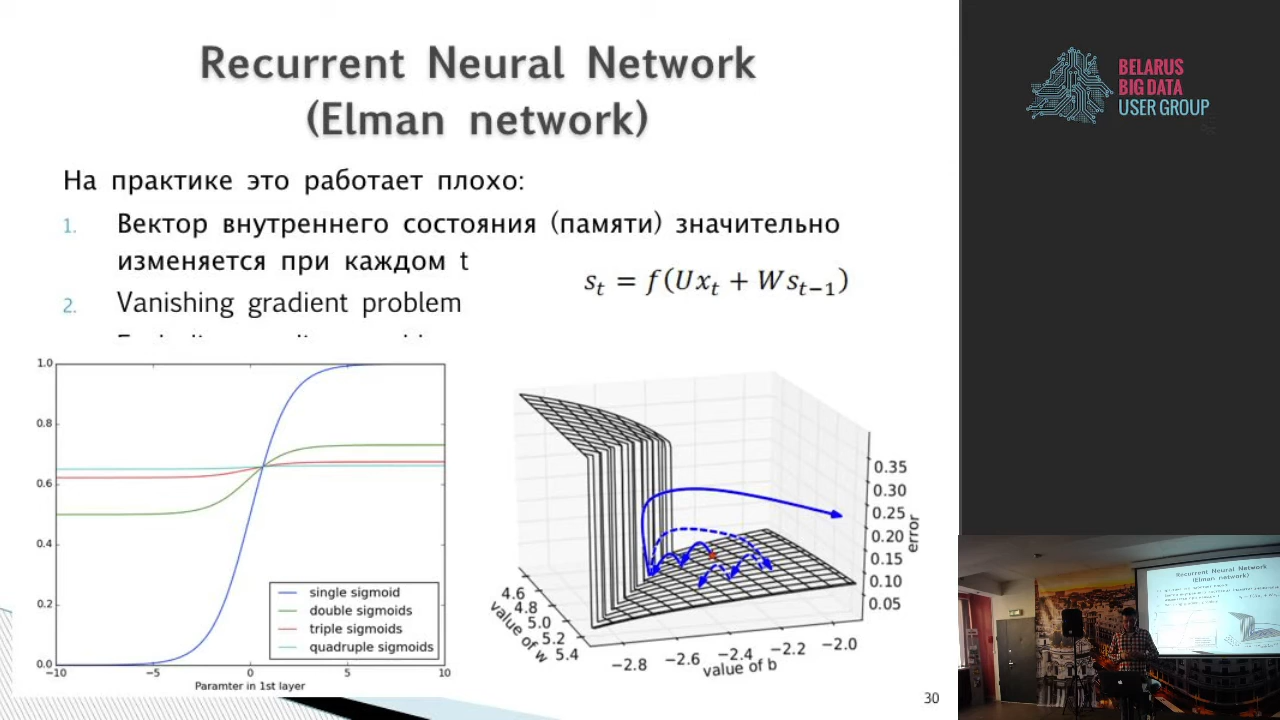 Recurrent Neural Network
(Elman network)
На практике это работает плохо:
1. Вектор внутреннего состояния (памяти) значительно
изменяется при каждом t
s_t = f(Ux_t + Ws_{t−1})
2. Vanishing gradient problem
1.0
0.8
0.6
0.4
0.2
0.0
−10
−5
0
5
10
Paramter in 1st layer
single sigmoid
double sigmoids
triple sigmoids
quadruple sigmoids
0.35
0.30
0.25
0.20
0.15
0.10
0.05
error
4.6
4.8
5.0
5.2
5.4
value of w
−2.8
−2.6
−2.4
−2.2
−2.0
value of b
30
BELARUS
BIG DATA
USER GROUP
Recurrent Neural Network
(Elman network)